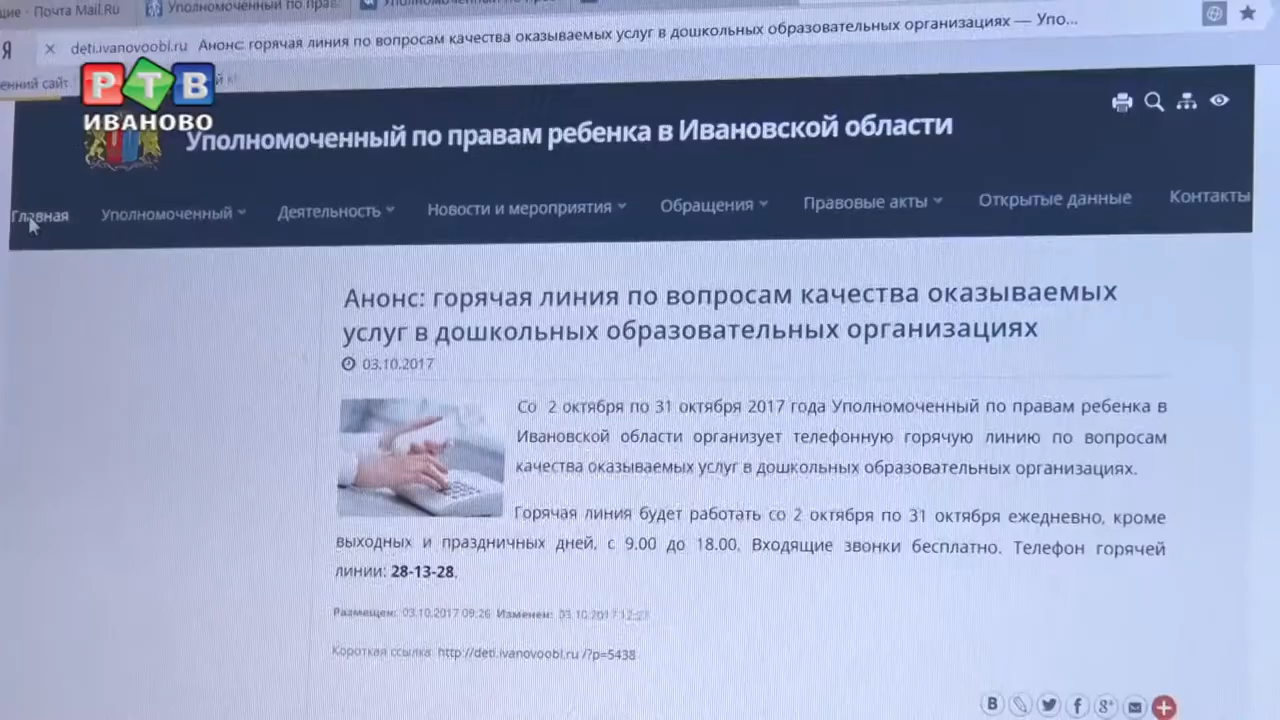 щие - Почта Mail.Ru
Уполномоченный по прав
Я
deti.ivanovoobl.ru Анонс: горячая линия по вопросам качества оказываемых услуг в дошкольных образовательных организациях — Упо...
сайт
РТВ
ИВАНОВО
Уполномоченный по правам ребенка в Ивановской области
Главная Уполномоченный Деятельность Новости и мероприятия Обращения Правовые акты Открытые данные Контакты
Анонс: горячая линия по вопросам качества оказываемых
услуг в дошкольных образовательных организациях
03.10.2017
Со 2 октября по 31 октября 2017 года Уполномоченный по правам ребенка в
Ивановской области организует телефонную горячую линию по вопросам
качества оказываемых услуг в дошкольных образовательных организациях.
Горячая линия будет работать со 2 октября по 31 октября ежедневно, кроме
выходных и праздничных дней, с 9.00 до 18.00. Входящие звонки бесплатно. Телефон горячей
линии: 28-13-28.
Размещен: 03.10.2017 09:26 Изменен: 03.10.2017
Короткая ссылка: http://deti.ivanovoobl.ru /?p=5438